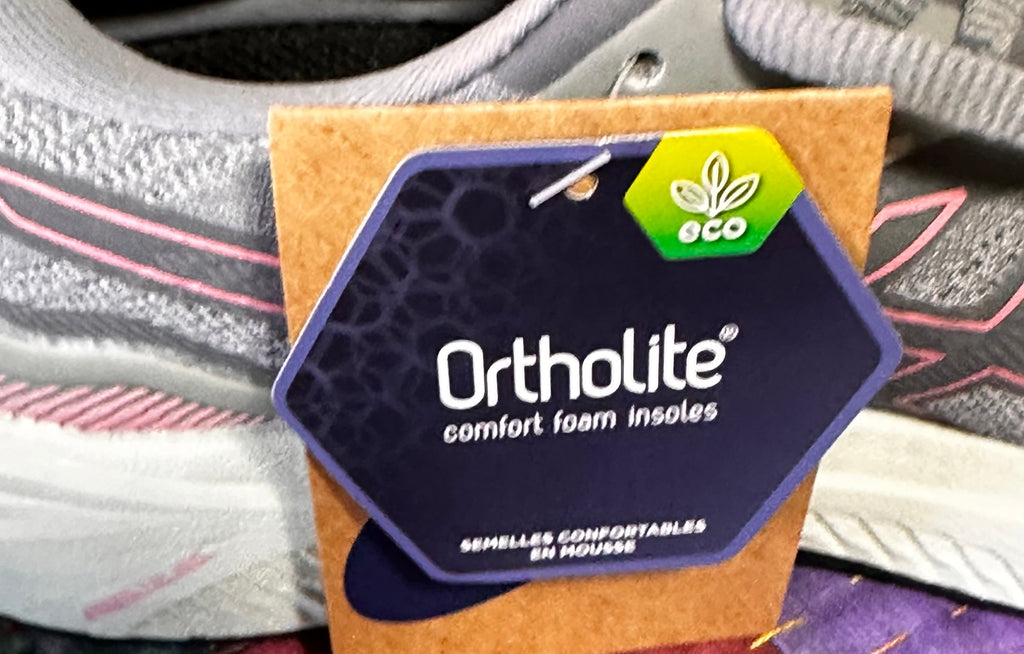 eco
OrthoLite®
comfort foam insoles
SEMELLES CONFORTABLES
EN MOUSSE